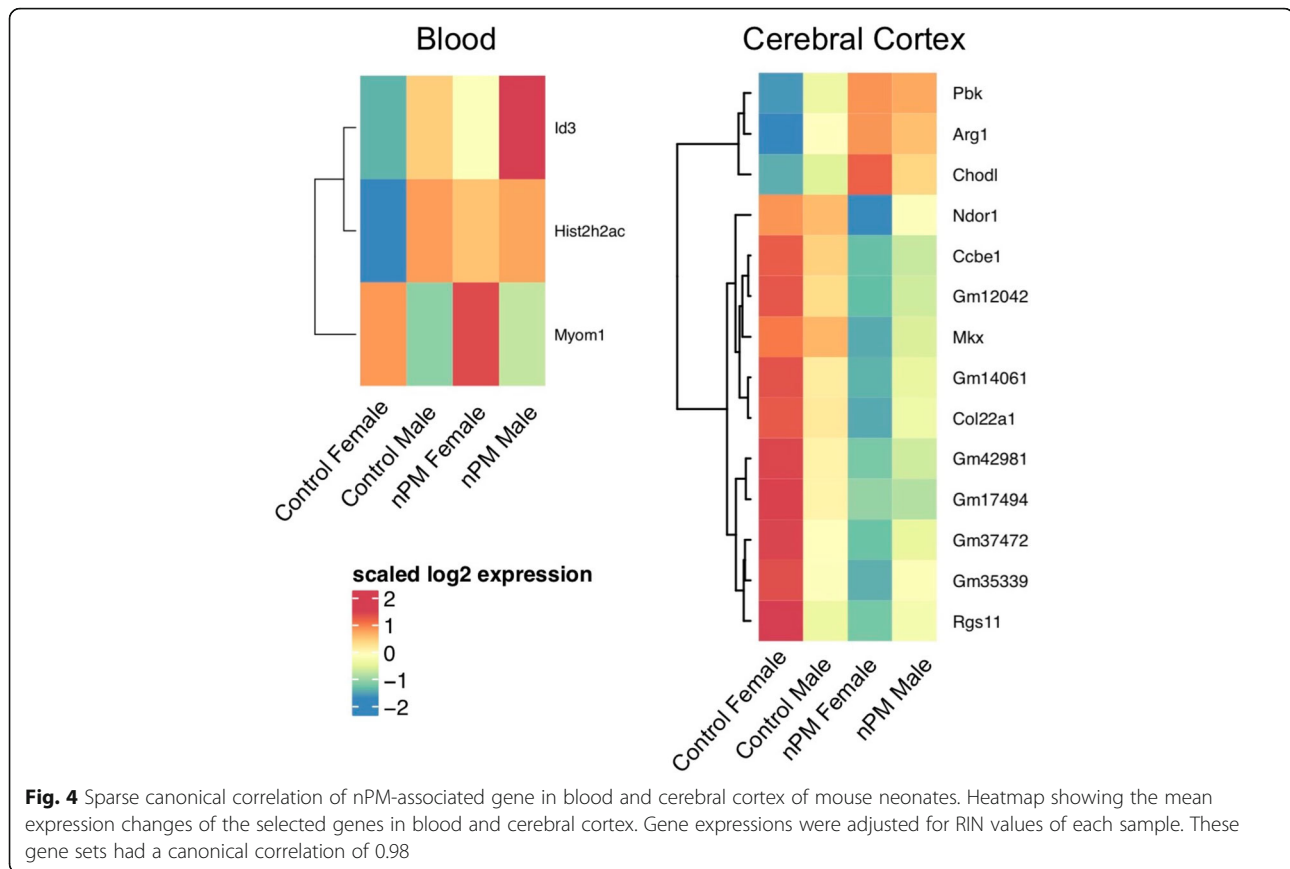 Blood
Id3
Hist2h2ac
Myom1
Control Female
Control Male
nPM Female
nPM Male
scaled log2 expression
2
1
0
−1
−2
Cerebral Cortex
Pbk
Arg1
Chodl
Ndor1
Ccbe1
Gm12042
Mkx
Gm14061
Col22a1
Gm42981
Gm17494
Gm37472
Gm35339
Rgs11
Control Female
Control Male
nPM Female
nPM Male
Fig. 4 Sparse canonical correlation of nPM-associated gene in blood and cerebral cortex of mouse neonates. Heatmap showing the mean
expression changes of the selected genes in blood and cerebral cortex. Gene expressions were adjusted for RIN values of each sample. These
gene sets had a canonical correlation of 0.98